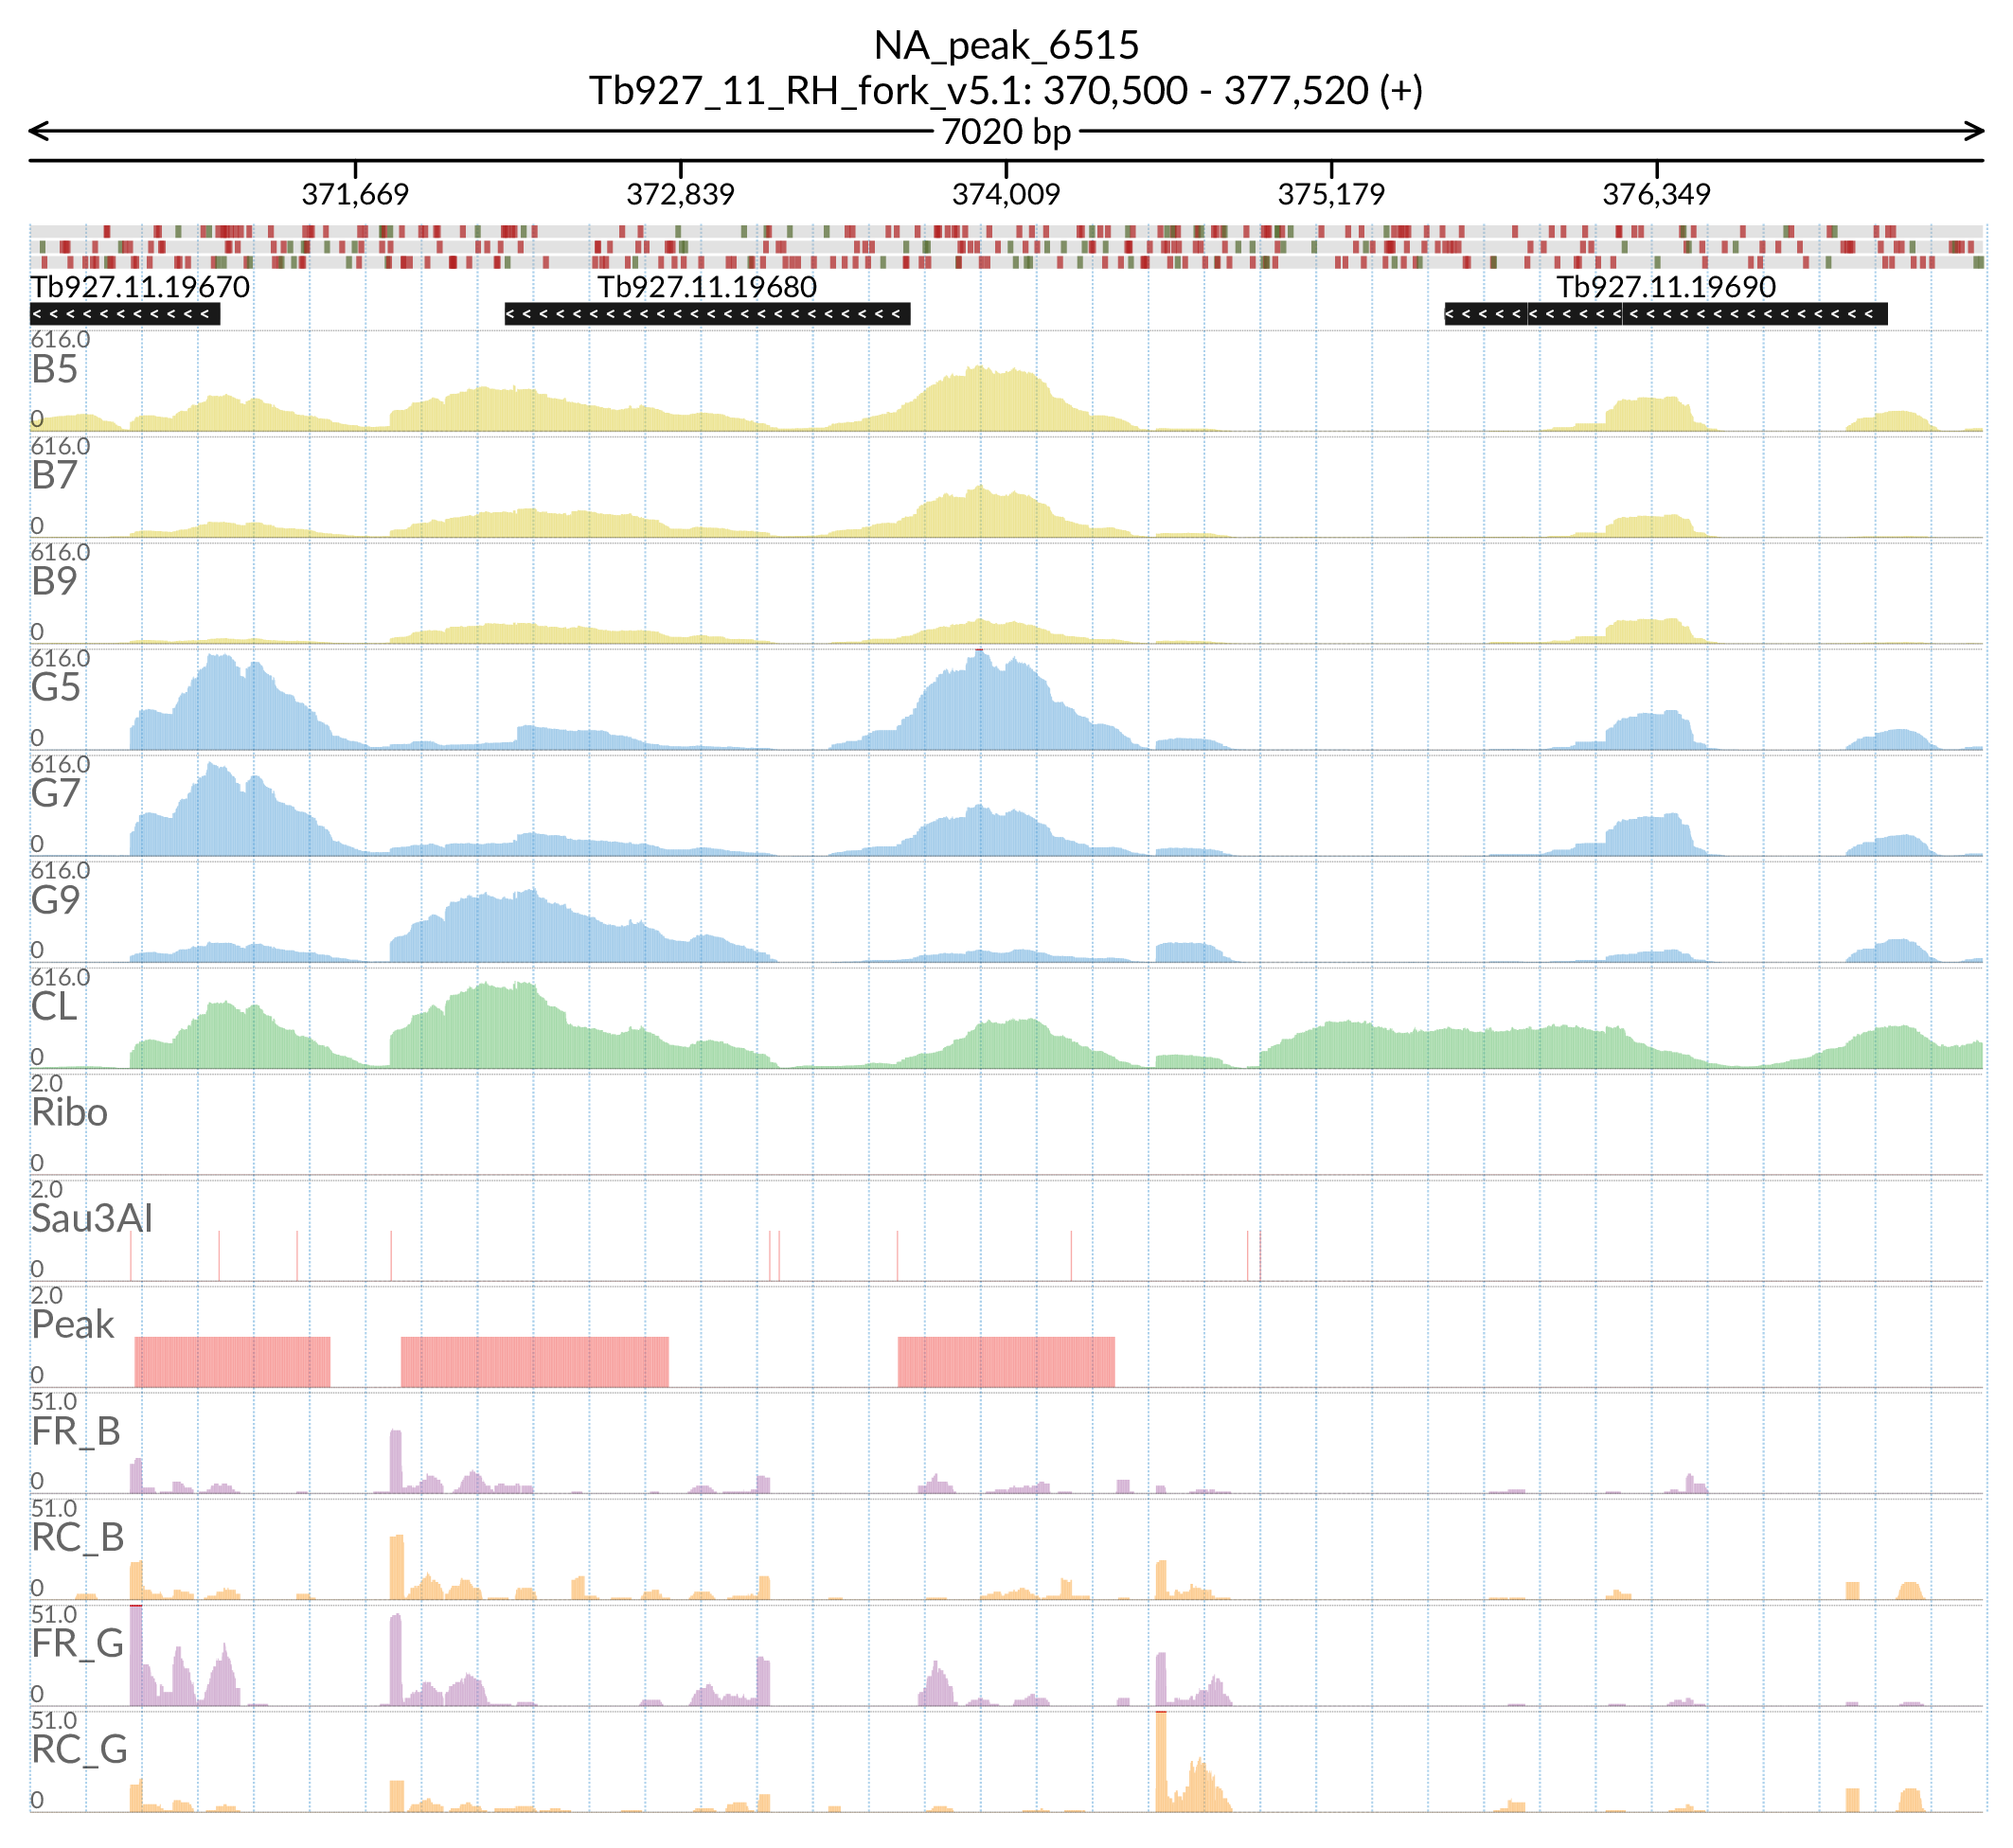 NA_peak_6515
Tb927_11_RH_fork_v5.1: 370,500 - 377,520 (+)
7020 bp
371,669 372,839 374,009 375,179 376,349
Tb927.11.19670 Tb927.11.19680 Tb927.11.19690
616.0
B5
0
616.0
B7
0
616.0
B9
0
616.0
G5
0
616.0
G7
0
616.0
G9
0
616.0
CL
0
2.0
Ribo
0
2.0
Sau3AI
0
2.0
Peak
0
51.0
FR_B
0
51.0
RC_B
0
51.0
FR_G
0
51.0
RC_G
0